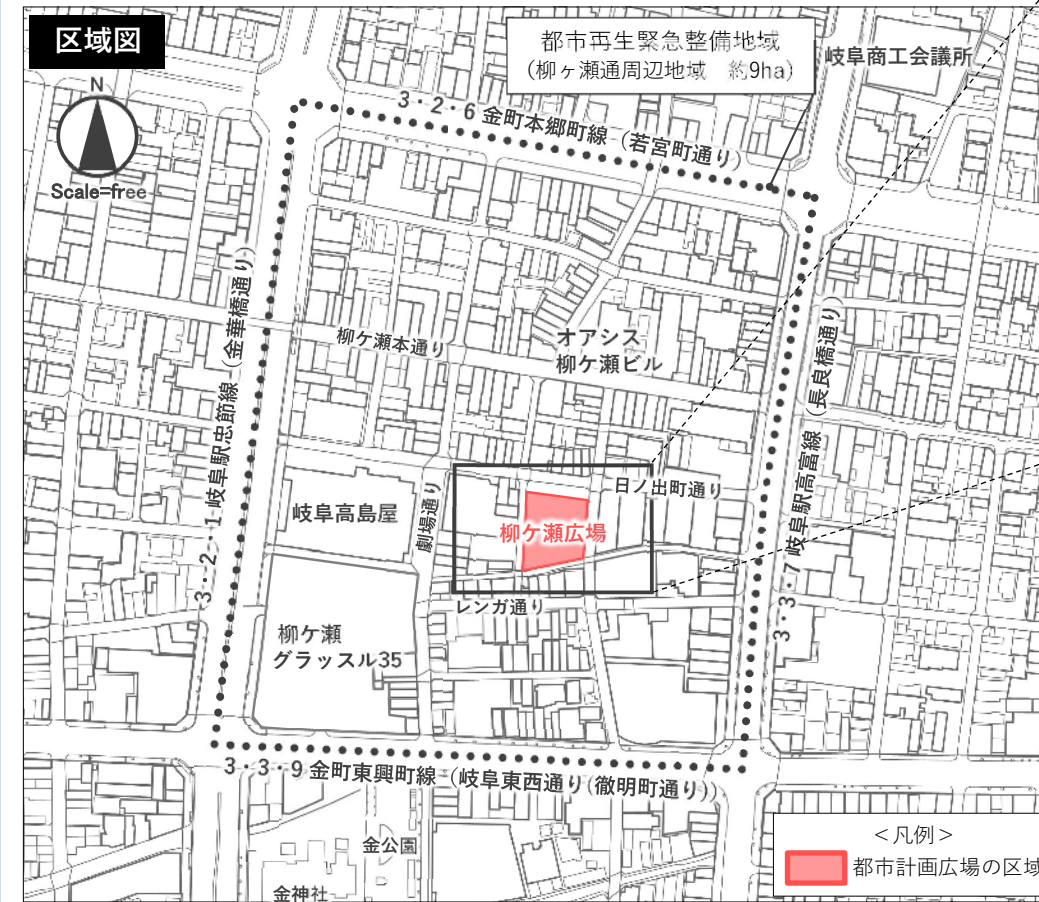 区域図
都市再生緊急整備地域
(柳ヶ瀬通周辺地域 約9ha)
岐阜商工会議所
N
Scale=free
3・2・6 金町本郷町線 (若宮町通り)
3・2・1 岐阜駅忠節線 (金華橋通り)
柳ケ瀬本通り
オアシス
柳ケ瀬ビル
3・3・7 岐阜駅高富線 (長良橋通り)
日ノ出町通り
岐阜高島屋
劇場通り
柳ケ瀬広場
レンガ通り
柳ケ瀬
グラッスル35
3・3・9 金町東興町線 (岐阜東西通り(徹明町通り))
金公園
金神社
＜凡例＞
都市計画広場の区域